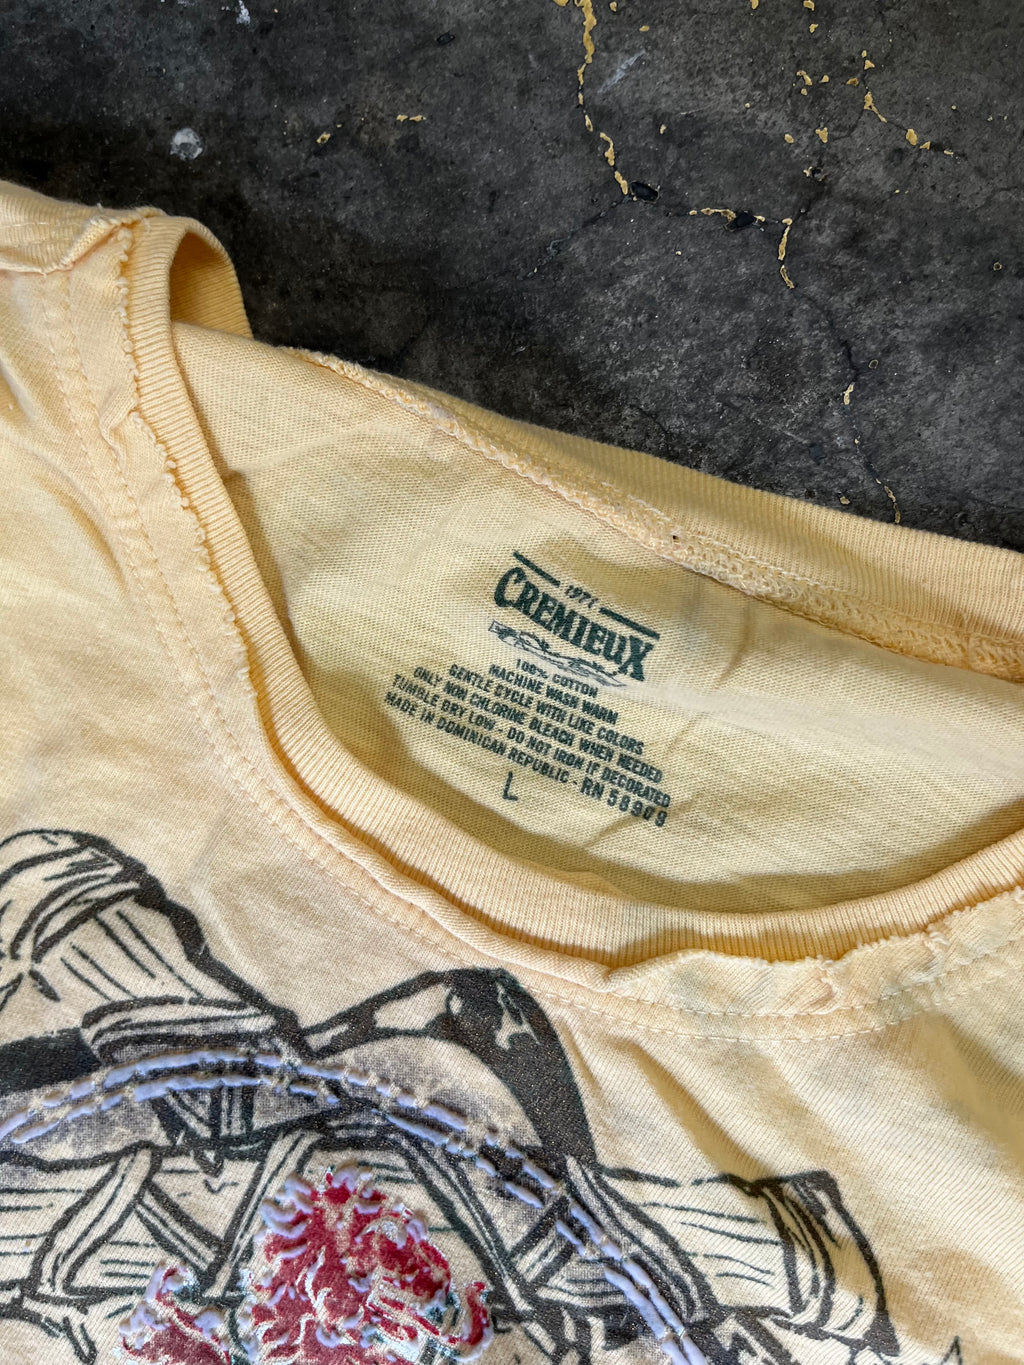 1971
CREMIEUX
100% COTTON
MACHINE WASH WARM
GENTLE CYCLE WITH LIKE COLORS
ONLY NON CHLORINE BLEACH WHEN NEEDED
TUMBLE DRY LOW - DO NOT IRON IF DECORATED
MADE IN DOMINICAN REPUBLIC - RN 58909
L